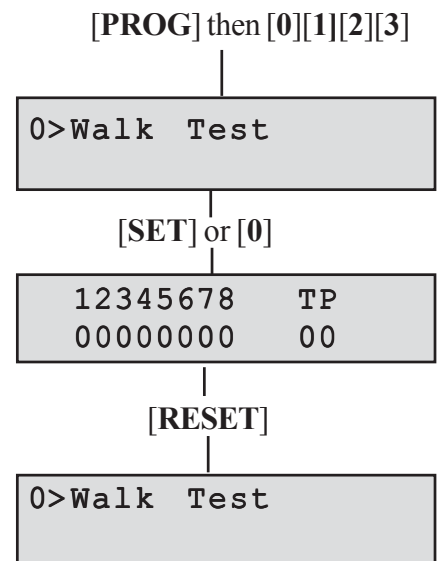 [PROG] then [0][1][2][3]
0>Walk Test
[SET] or [0]
12345678 TP
00000000 00
[RESET]
0>Walk Test